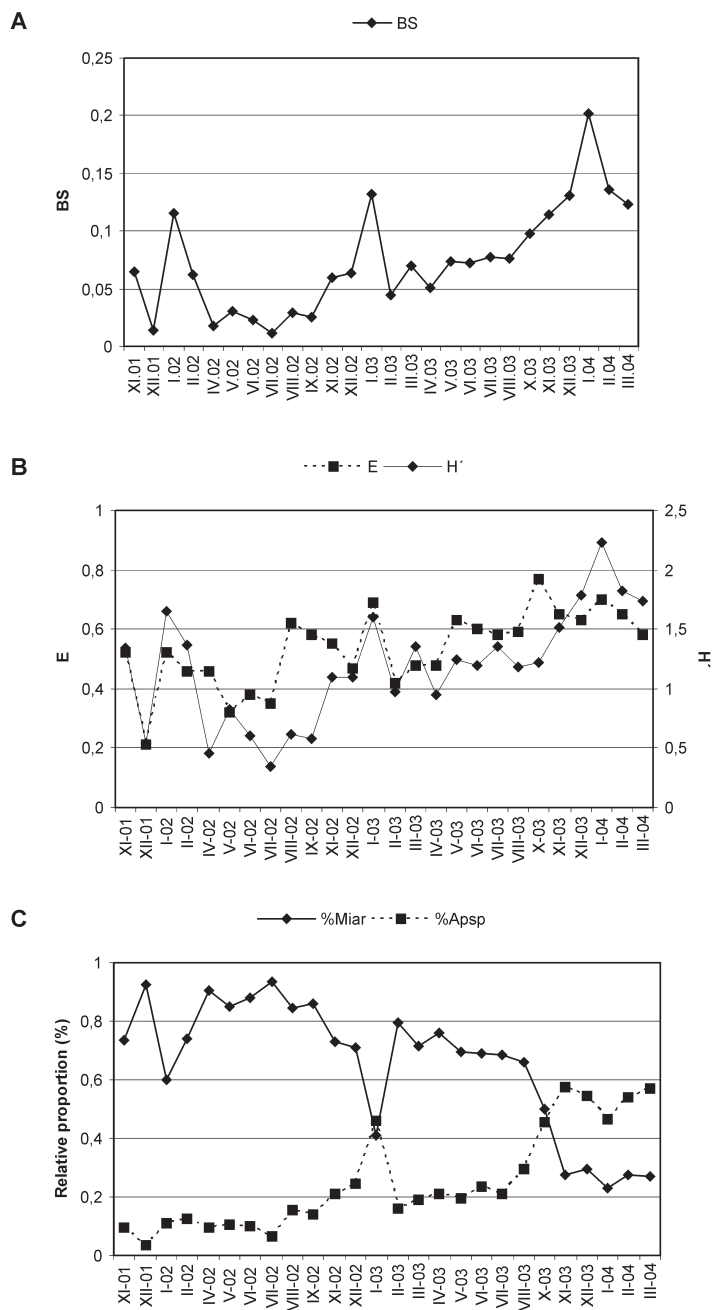 A
BS
0,25
0,2
0,15
0,1
0,05
0
BS
XI.01 XII.01 I.02 II.02 IV.02 V.02 VI.02 VII.02 VIII.02 IX.02 XI.02 XII.02 I.03 II.03 III.03 IV.03 V.03 VI.03 VII.03 VIII.03 X.03 XI.03 XII.03 I.04 II.04 III.04
B
E H´
1
0,8
0,6
0,4
0,2
0
E
2,5
2
1,5
1
0,5
0
H´
XI-01 XII-01 I-02 II-02 IV-02 V-02 VI-02 VII-02 VIII-02 IX-02 XI-02 XII-02 I-03 II-03 III-03 IV-03 V-03 VI-03 VII-03 VIII-03 X-03 XI-03 XII-03 I-04 II-04 III-04
C
%Miar %Apsp
1
0,8
0,6
0,4
0,2
0
Relative proportion (%)
XI-01 XII-01 I-02 II-02 IV-02 V-02 VI-02 VII-02 VIII-02 IX-02 XI-02 XII-02 I-03 II-03 III-03 IV-03 V-03 VI-03 VII-03 VIII-03 X-03 XI-03 XII-03 I-04 II-04 III-04